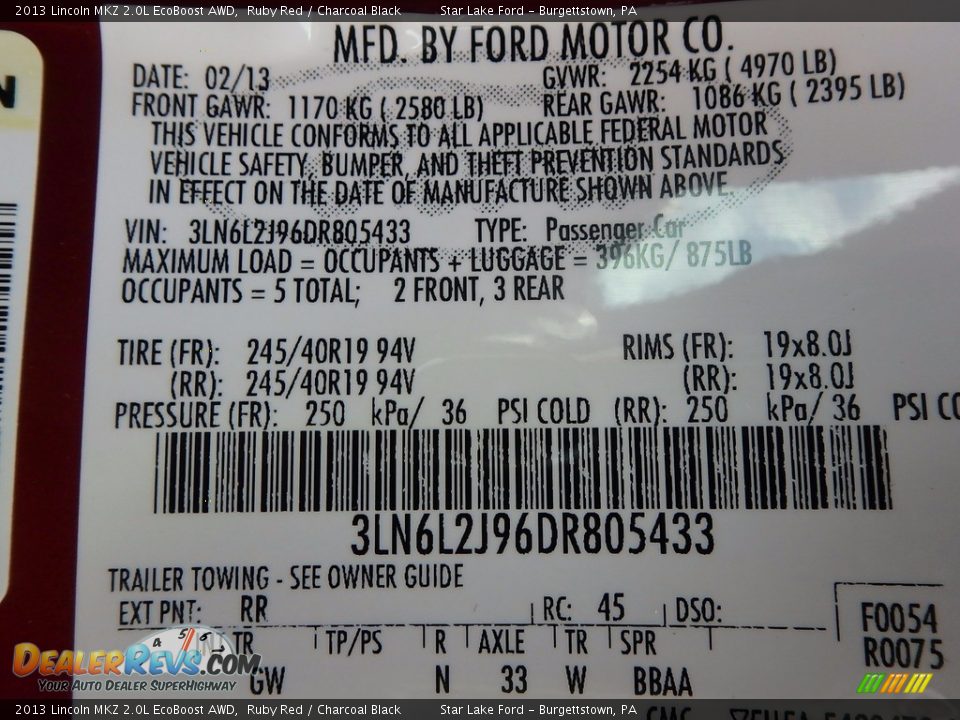 2013 Lincoln MKZ 2.0L EcoBoost AWD, Ruby Red / Charcoal Black Star Lake Ford - Burgettstown, PA
N
MFD. BY FORD MOTOR CO.
DATE: 02/13 GVWR: 2254 KG ( 4970 LB)
FRONT GAWR: 1170 KG ( 2580 LB) REAR GAWR: 1086 KG ( 2395 LB)
THIS VEHICLE CONFORMS TO ALL APPLICABLE FEDERAL MOTOR
VEHICLE SAFETY, BUMPER, AND THEFT PREVENTION STANDARDS
IN EFFECT ON THE DATE OF MANUFACTURE SHOWN ABOVE.
VIN: 3LN6L2J96DR805433 TYPE: Passenger Car
MAXIMUM LOAD = OCCUPANTS + LUGGAGE = 396KG/ 875LB
OCCUPANTS = 5 TOTAL; 2 FRONT, 3 REAR
TIRE (FR): 245/40R19 94V RIMS (FR): 19x8.0J
(RR): 245/40R19 94V (RR): 19x8.0J
PRESSURE (FR): 250 kPa/ 36 PSI COLD (RR): 250 kPa/ 36 PSI CO
3LN6L2J96DR805433
TRAILER TOWING - SEE OWNER GUIDE
EXT PNT: RR RC: 45 DSO: F0054
TR TP/PS R AXLE TR SPR R0075
GW N 33 W BBAA
4 5 6
DEALERREVS.COM
YOUR AUTO DEALER SUPERHIGHWAY
2013 Lincoln MKZ 2.0L EcoBoost AWD, Ruby Red / Charcoal Black Star Lake Ford - Burgettstown, PA